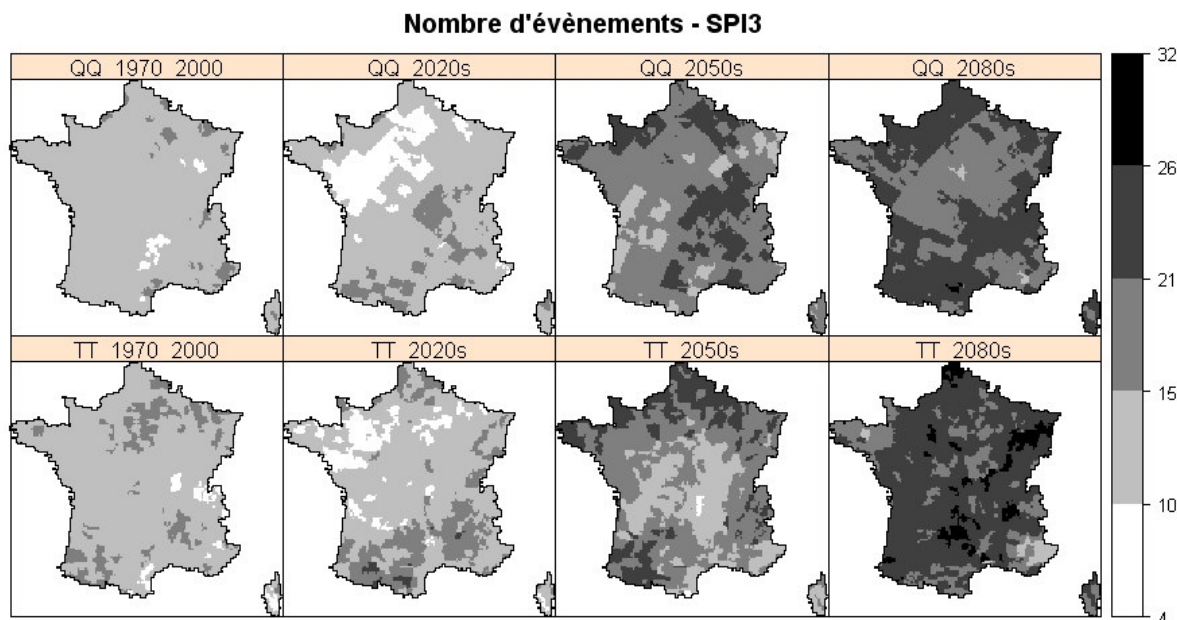 Nombre d'évènements - SPI3
QQ 1970 2000
QQ 2020s
QQ 2050s
QQ 2080s
TT 1970 2000
TT 2020s
TT 2050s
TT 2080s
32
26
21
15
10
4